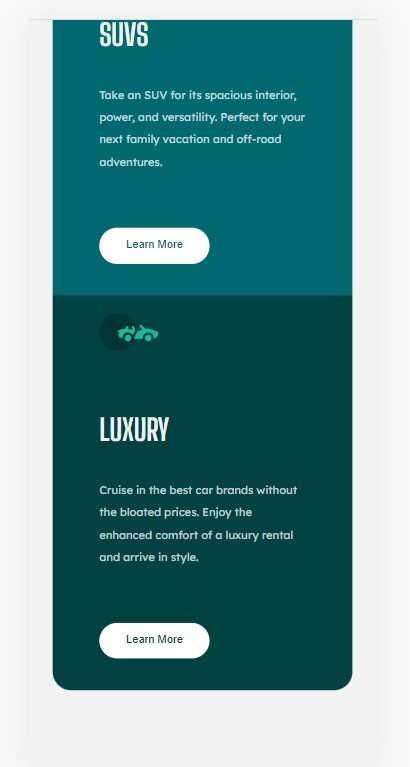 SUVS
Take an SUV for its spacious interior,
power, and versatility. Perfect for your
next family vacation and off-road
adventures.
Learn More
LUXURY
Cruise in the best car brands without
the bloated prices. Enjoy the
enhanced comfort of a luxury rental
and arrive in style.
Learn More